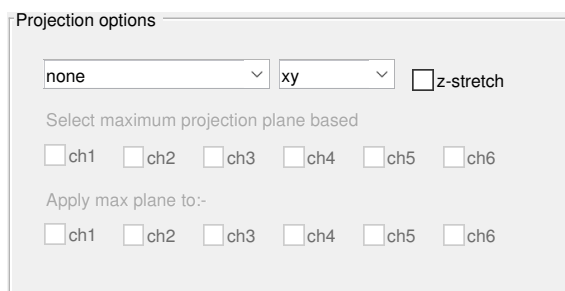 Projection options
none xy z-stretch
Select maximum projection plane based
ch1 ch2 ch3 ch4 ch5 ch6
Apply max plane to:-
ch1 ch2 ch3 ch4 ch5 ch6